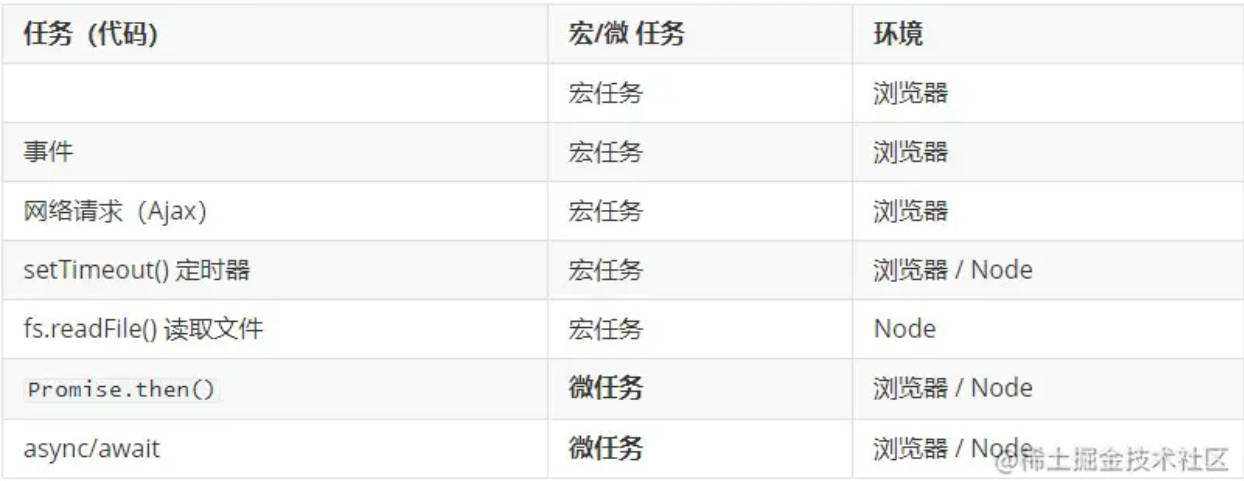 任务（代码） 宏/微 任务 环境
宏任务 浏览器
事件 宏任务 浏览器
网络请求（Ajax） 宏任务 浏览器
setTimeout() 定时器 宏任务 浏览器 / Node
fs.readFile() 读取文件 宏任务 Node
Promise.then() 微任务 浏览器 / Node
async/await 微任务 浏览器 / Node
@稀土掘金技术社区